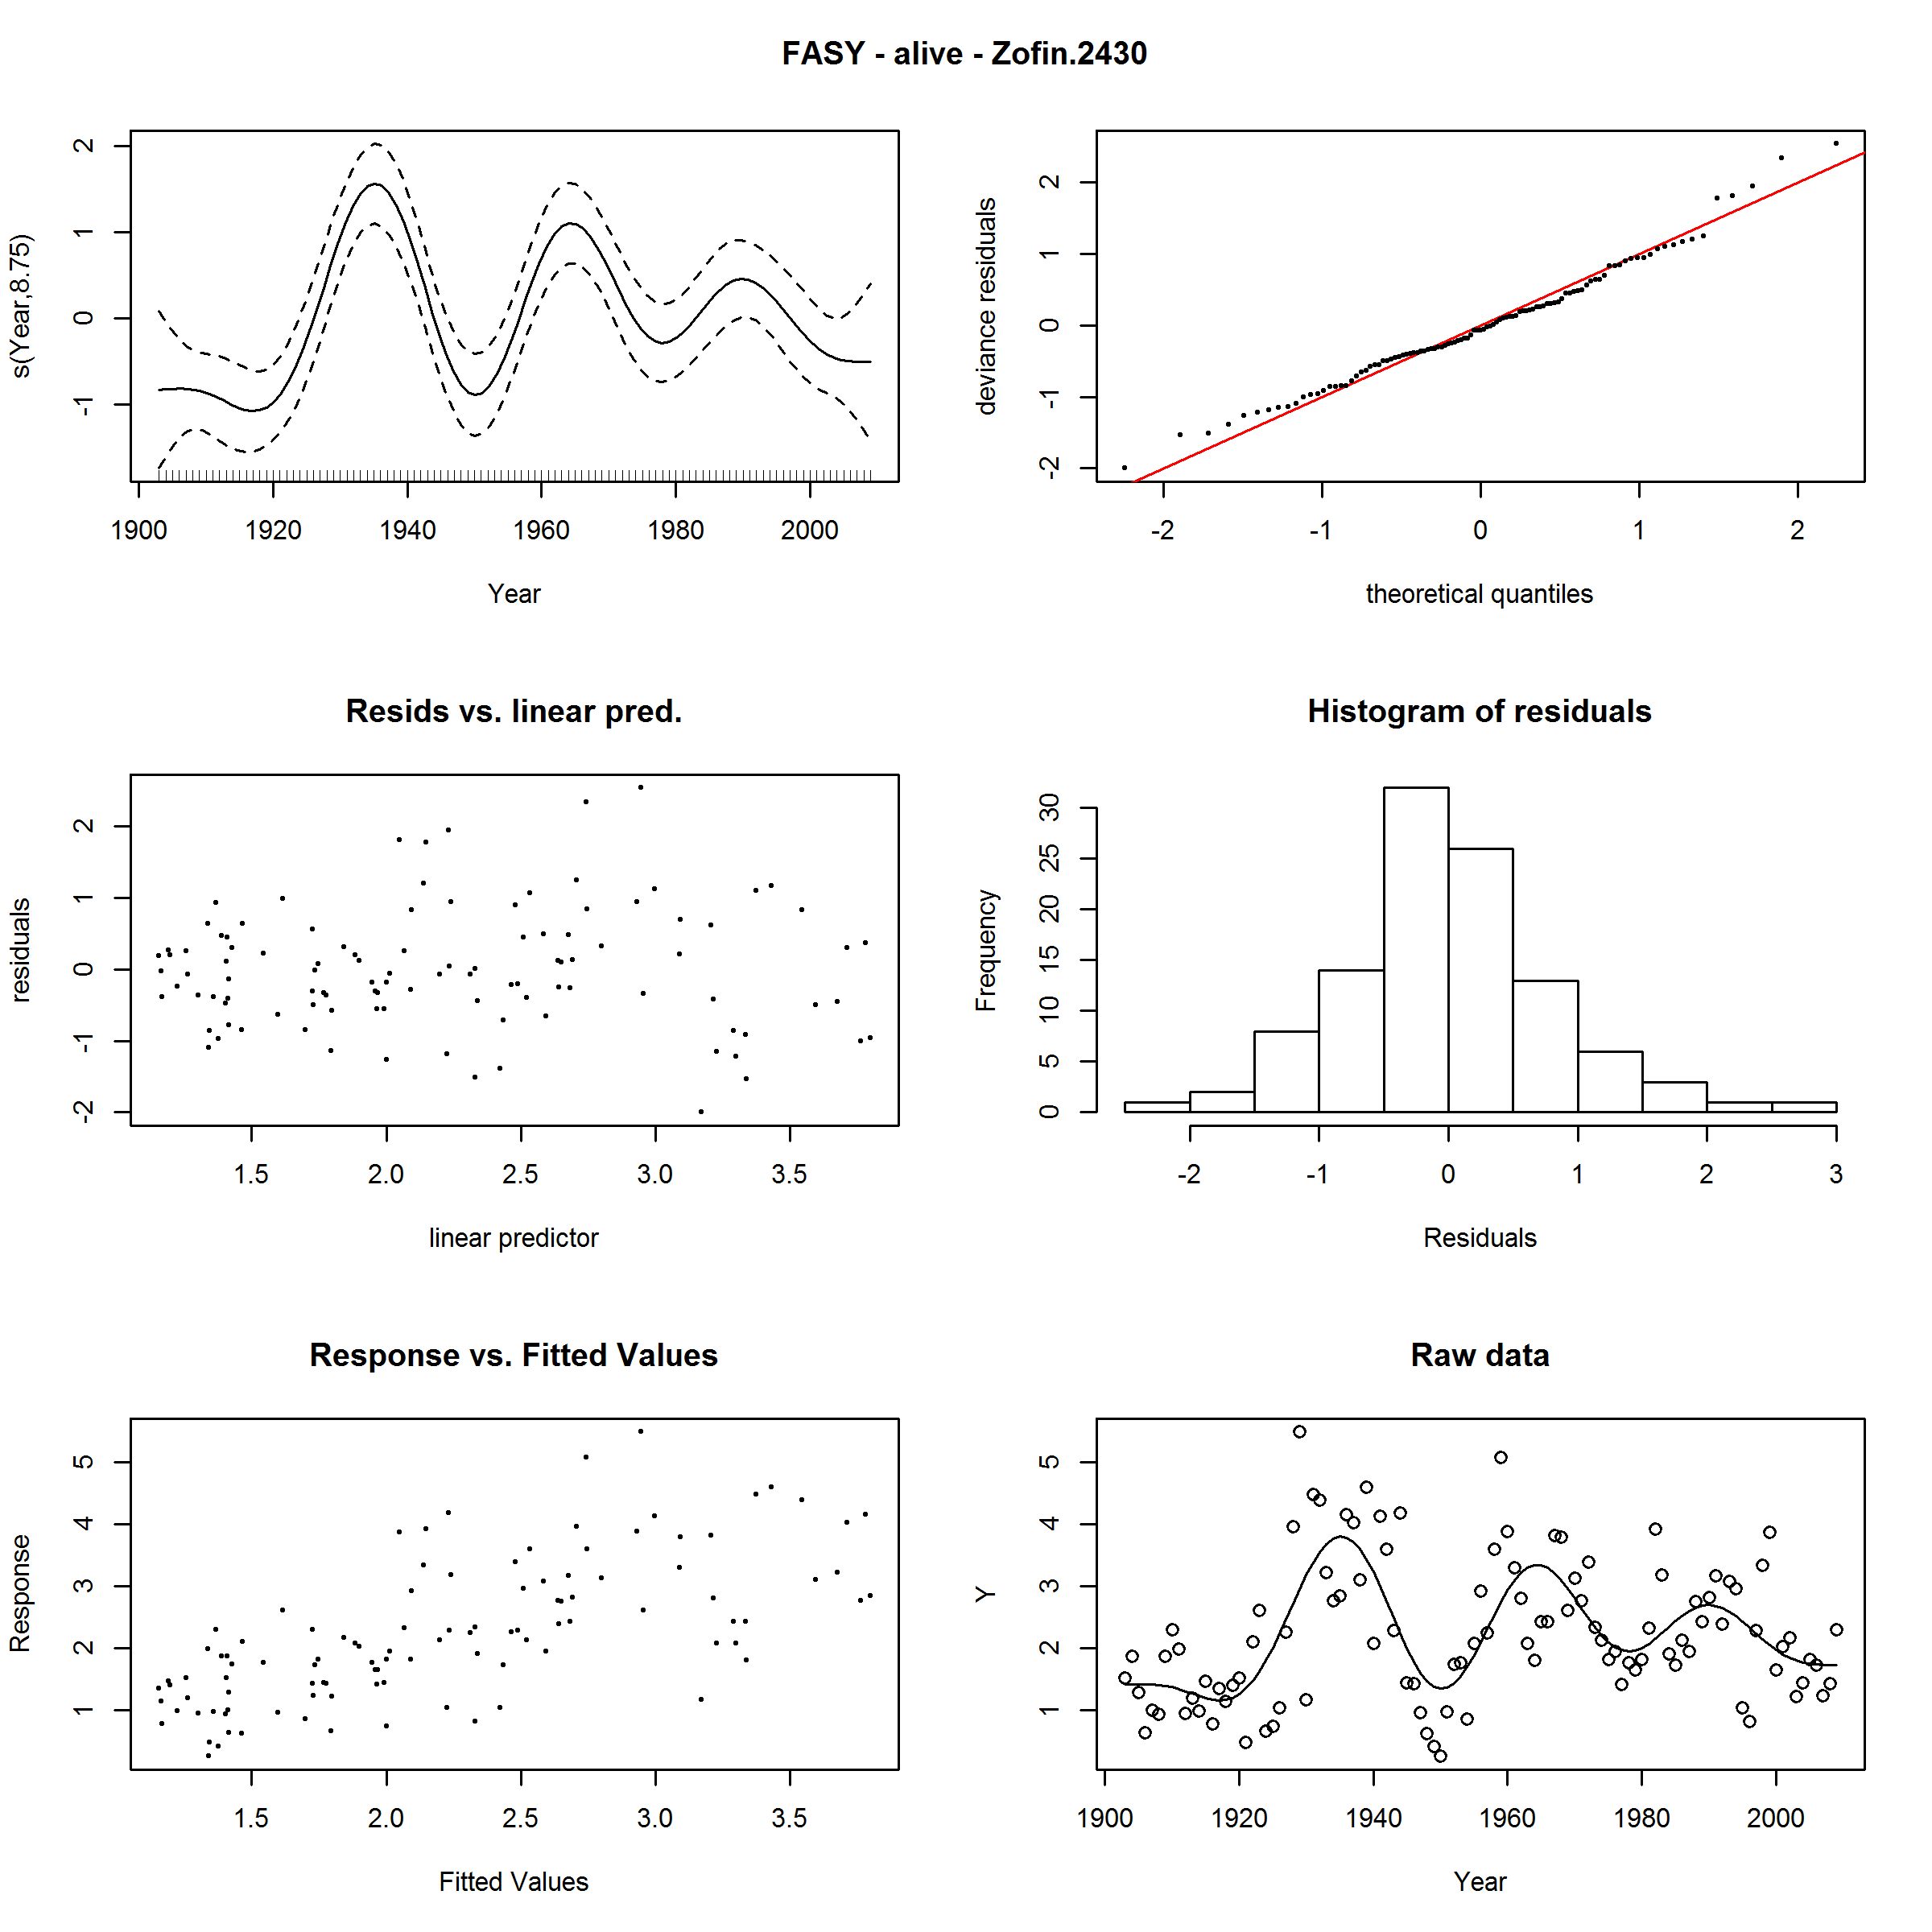 FASY - alive - Zofin.2430
s(Year,8.75)
-1 0 1 2
1900 1920 1940 1960 1980 2000
Year
deviance residuals
-2 -1 0 1 2
-2 -1 0 1 2
theoretical quantiles
Resids vs. linear pred.
residuals
-2 -1 0 1 2
1.5 2.0 2.5 3.0 3.5
linear predictor
Histogram of residuals
Frequency
0 5 10 15 20 25 30
-2 -1 0 1 2 3
Residuals
Response vs. Fitted Values
Response
1 2 3 4 5
1.5 2.0 2.5 3.0 3.5
Fitted Values
Raw data
Y
1 2 3 4 5
1900 1920 1940 1960 1980 2000
Year